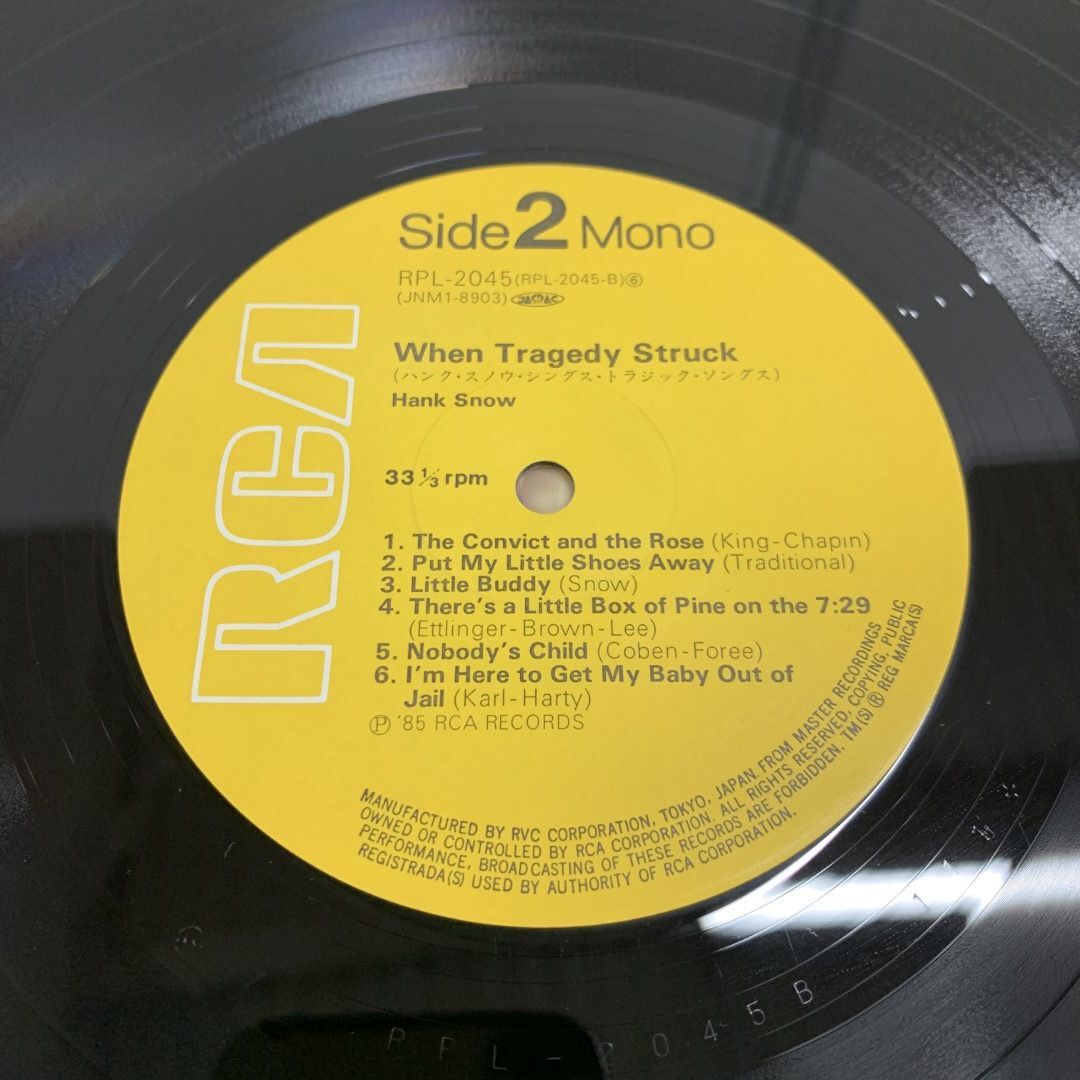 Side 2 Mono
RPL-2045(RPL-2045-B)⑥
(JNM1-8903) JASRAC
When Tragedy Struck
(ハンク・スノウ・シングス・トラジック・ソングス)
Hank Snow
33 1/3 rpm
RCA
1. The Convict and the Rose (King-Chapin)
2. Put My Little Shoes Away (Traditional)
3. Little Buddy (Snow)
4. There's a Little Box of Pine on the 7:29
(Ettlinger-Brown-Lee)
5. Nobody's Child (Coben-Foree)
6. I'm Here to Get My Baby Out of
Jail (Karl-Harty)
Ⓟ '85 RCA RECORDS
MANUFACTURED BY RVC CORPORATION, TOKYO, JAPAN. FROM MASTER RECORDINGS
OWNED OR CONTROLLED BY RCA CORPORATION. ALL RIGHTS RESERVED, COPYING, PUBLIC
PERFORMANCE, BROADCASTING OF THESE RECORDS ARE FORBIDDEN. TM(S) ® REG MARCA(S)
REGISTRADA(S) USED BY AUTHORITY OF RCA CORPORATION.
RPL-2045B